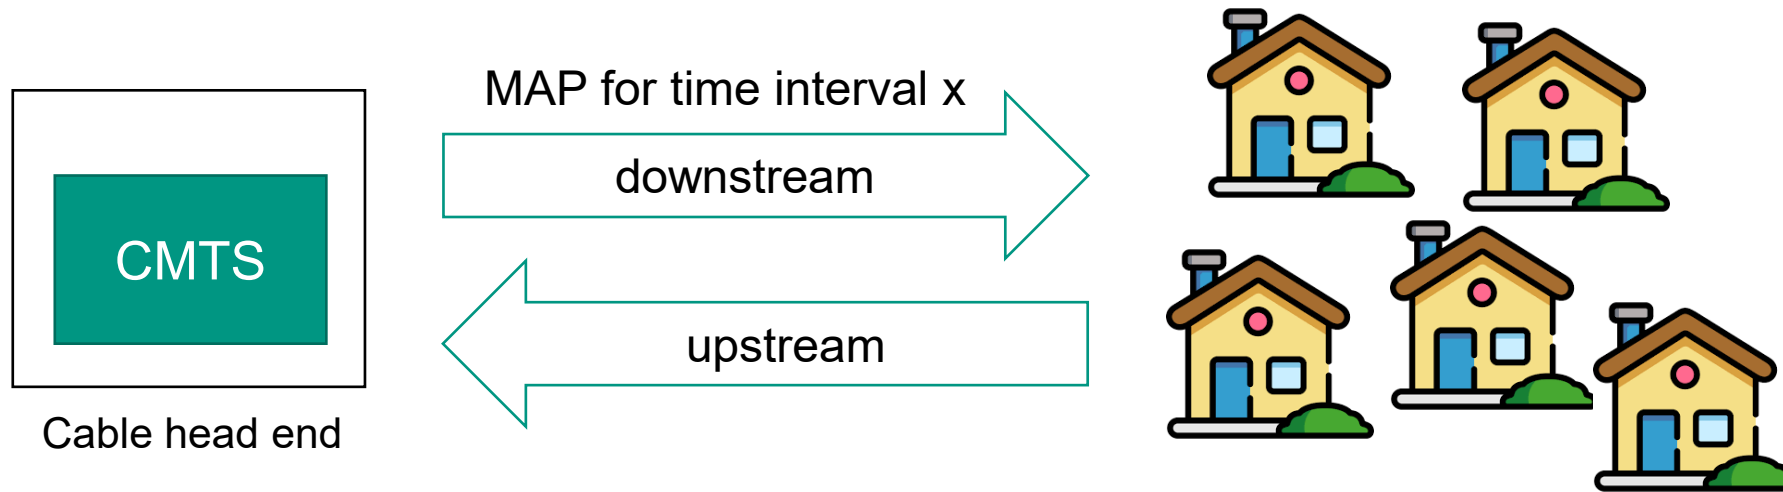 MAP for time interval x
downstream
CMTS
upstream
Cable head end